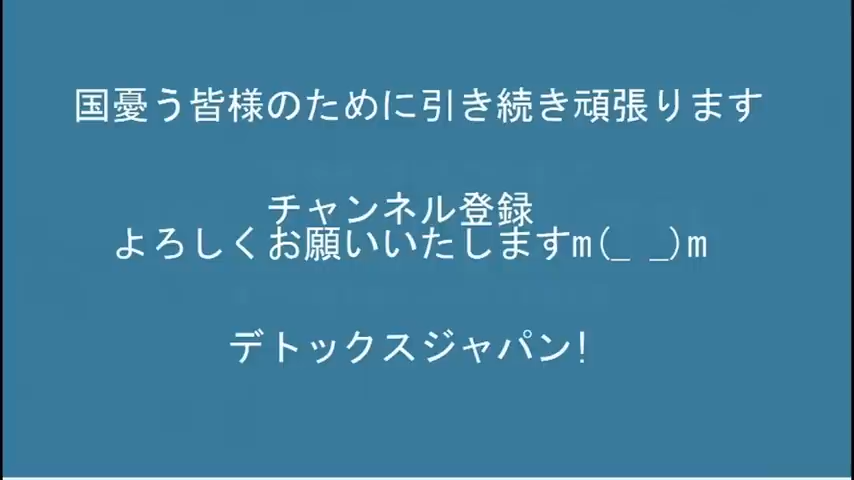 国憂う皆様のために引き続き頑張ります
チャンネル登録
よろしくお願いいたしますm(_ _)m
デトックスジャパン!